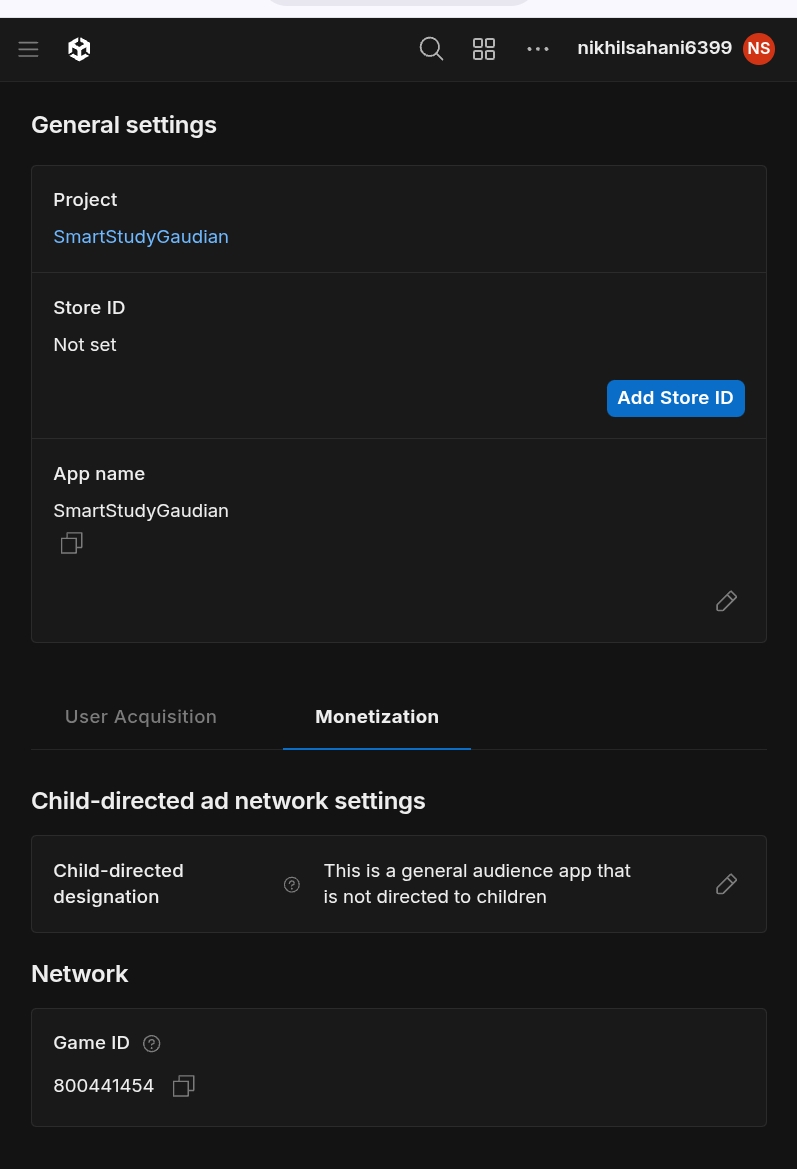 nikhilsahani6399 NS
General settings
Project
SmartStudyGaudian
Store ID
Not set
Add Store ID
App name
SmartStudyGaudian
User Acquisition Monetization
Child-directed ad network settings
Child-directed
designation
This is a general audience app that
is not directed to children
Network
Game ID
800441454